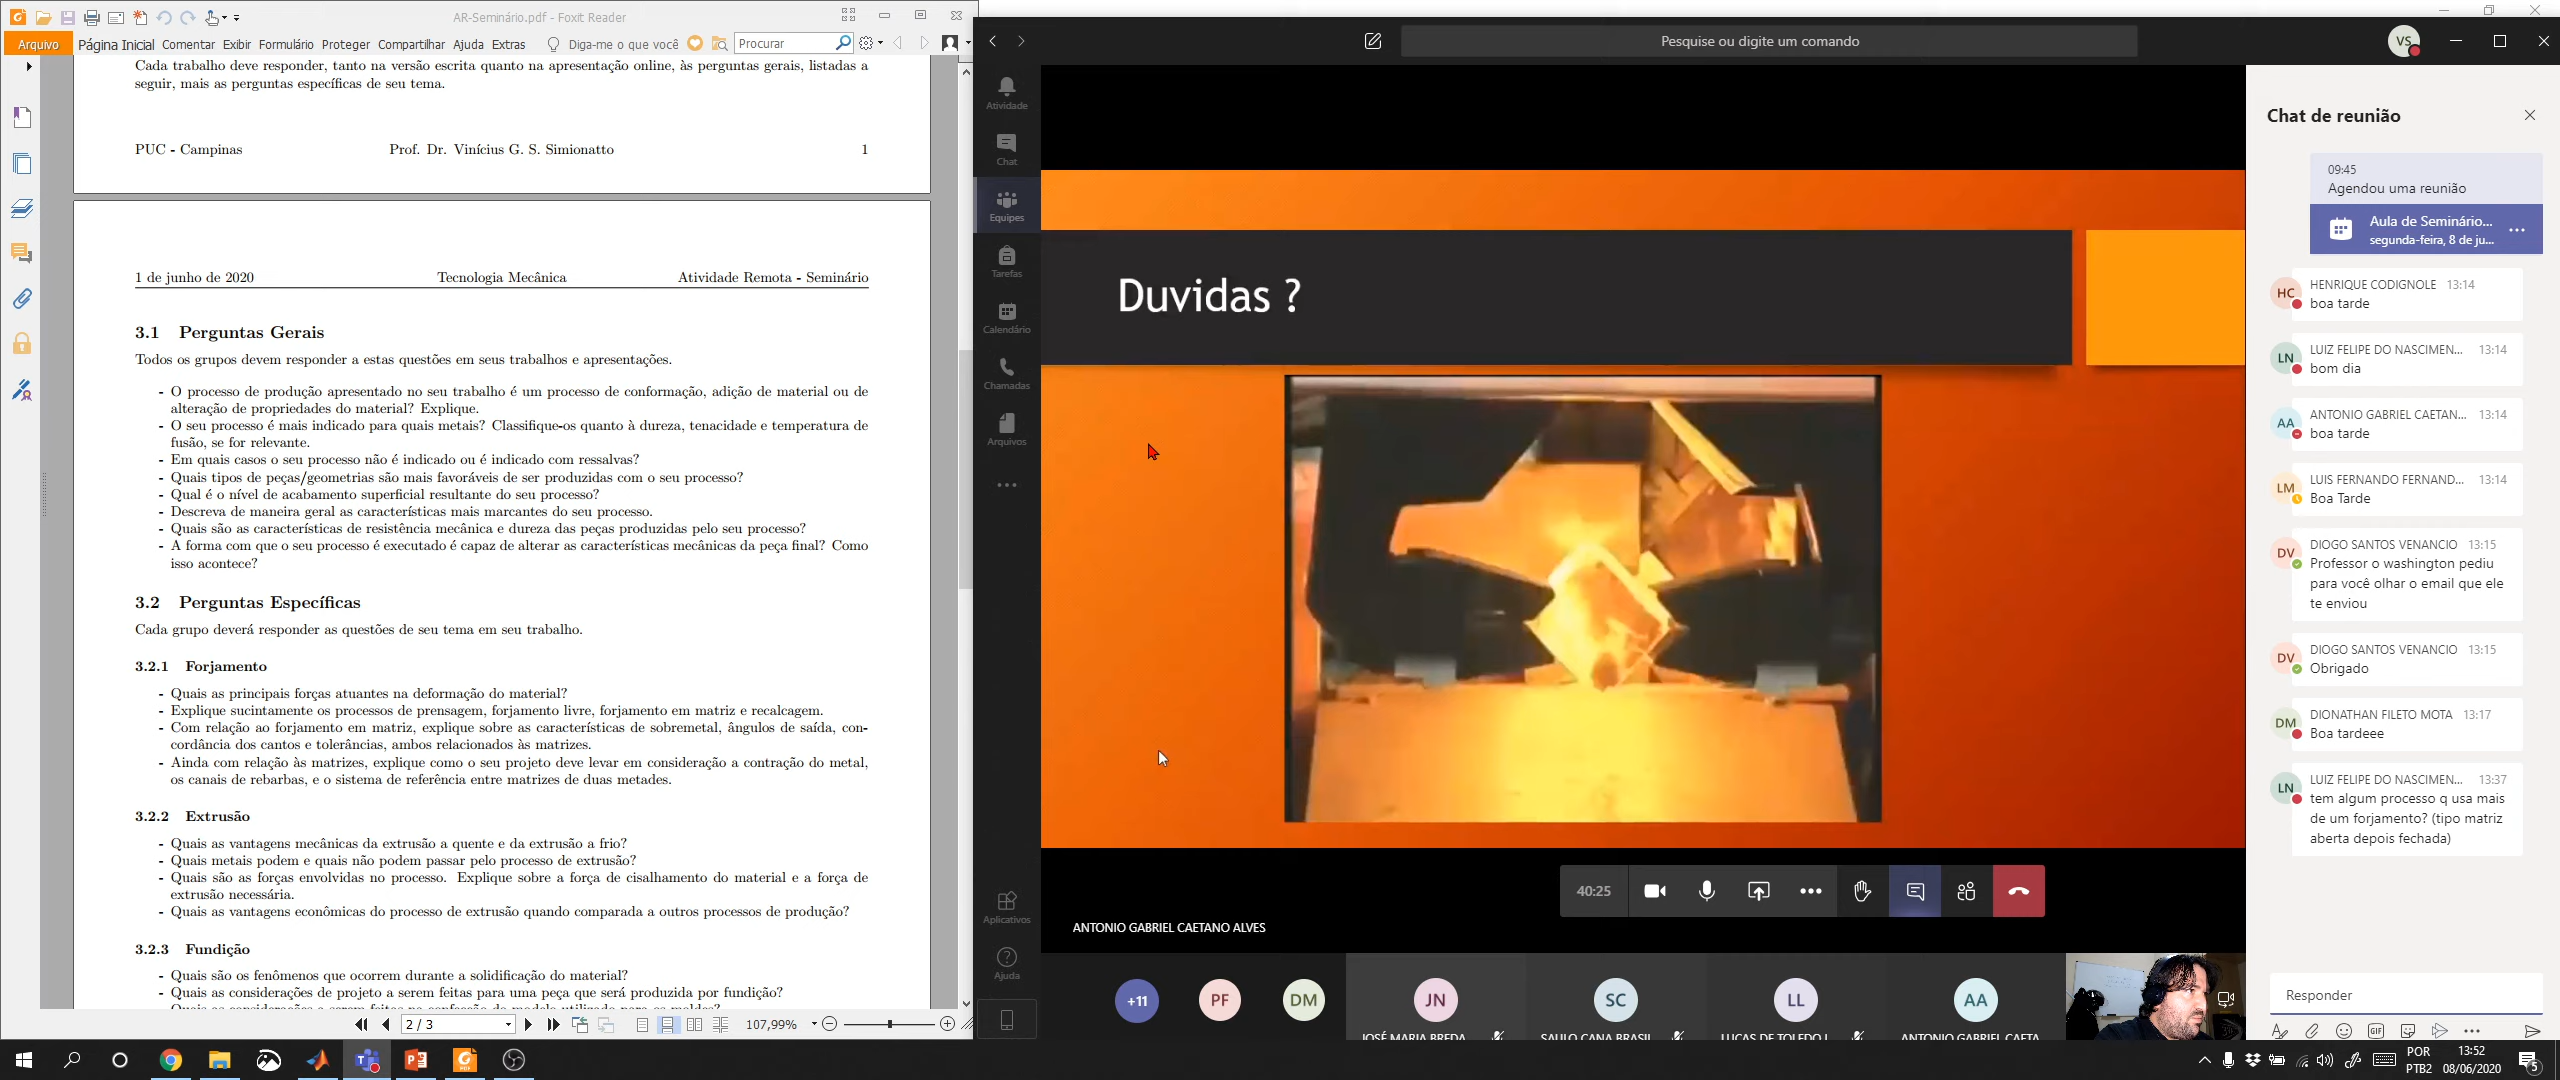 AR-Seminário.pdf - Foxit Reader
Arquivo Página Inicial Comentar Exibir Formulário Proteger Compartilhar Ajuda Extras Diga-me o que você Procurar
Cada trabalho deve responder, tanto na versão escrita quanto na apresentação online, às perguntas gerais, listadas a
seguir, mais as perguntas específicas de seu tema.
PUC - Campinas Prof. Dr. Vinícius G. S. Simionatto 1
1 de junho de 2020 Tecnologia Mecânica Atividade Remota - Seminário
3.1 Perguntas Gerais
Todos os grupos devem responder a estas questões em seus trabalhos e apresentações.
- O processo de produção apresentado no seu trabalho é um processo de conformação, adição de material ou de
alteração de propriedades do material? Explique.
- O seu processo é mais indicado para quais metais? Classifique-os quanto à dureza, tenacidade e temperatura de
fusão, se for relevante.
- Em quais casos o seu processo não é indicado ou é indicado com ressalvas?
- Quais tipos de peças/geometrias são mais favoráveis de ser produzidas com o seu processo?
- Qual é o nível de acabamento superficial resultante do seu processo?
- Descreva de maneira geral as características mais marcantes do seu processo.
- Quais são as características de resistência mecânica e dureza das peças produzidas pelo seu processo?
- A forma com que o seu processo é executado é capaz de alterar as características mecânicas da peça final? Como
isso acontece?
3.2 Perguntas Específicas
Cada grupo deverá responder as questões de seu tema em seu trabalho.
3.2.1 Forjamento
- Quais as principais forças atuantes na deformação do material?
- Explique sucintamente os processos de prensagem, forjamento livre, forjamento em matriz e recalcagem.
- Com relação ao forjamento em matriz, explique sobre as características de sobremetal, ângulos de saída, con-
cordância dos cantos e tolerâncias, ambos relacionados às matrizes.
- Ainda com relação às matrizes, explique como o seu projeto deve levar em consideração a contração do metal,
os canais de rebarbas, e o sistema de referência entre matrizes de duas metades.
3.2.2 Extrusão
- Quais as vantagens mecânicas da extrusão a quente e da extrusão a frio?
- Quais metais podem e quais não podem passar pelo processo de extrusão?
- Quais são as forças envolvidas no processo. Explique sobre a força de cisalhamento do material e a força de
extrusão necessária.
- Quais as vantagens econômicas do processo de extrusão quando comparada a outros processos de produção?
3.2.3 Fundição
- Quais são os fenômenos que ocorrem durante a solidificação do material?
- Quais as considerações de projeto a serem feitas para uma peça que será produzida por fundição?
2 / 3 107,99%
Pesquise ou digite um comando
VS
Atividade
Chat
Equipes
Tarefas
Calendário
Chamadas
Arquivos
Aplicativos
Ajuda
Duvidas ?
40:25
ANTONIO GABRIEL CAETANO ALVES
+11 PF DM JN SC LL AA
JOSÉ MARIA BREDA SAULO CANA BRASIL LUCAS DE TOLEDO L ANTONIO GABRIEL CAETA
Chat de reunião
09:45
Agendou uma reunião
Aula de Seminário...
segunda-feira, 8 de ju...
HC HENRIQUE CODIGNOLE 13:14
boa tarde
LN LUIZ FELIPE DO NASCIMEN... 13:14
bom dia
AA ANTONIO GABRIEL CAETAN... 13:14
boa tarde
LM LUIS FERNANDO FERNAND... 13:14
Boa Tarde
DV DIOGO SANTOS VENANCIO 13:15
Professor o washington pediu
para você olhar o email que ele
te enviou
DV DIOGO SANTOS VENANCIO 13:15
Obrigado
DM DIONATHAN FILETO MOTA 13:17
Boa tardeee
LN LUIZ FELIPE DO NASCIMEN... 13:37
tem algum processo q usa mais
de um forjamento? (tipo matriz
aberta depois fechada)
Responder
GIF
POR 13:52
PTB2 08/06/2020 5